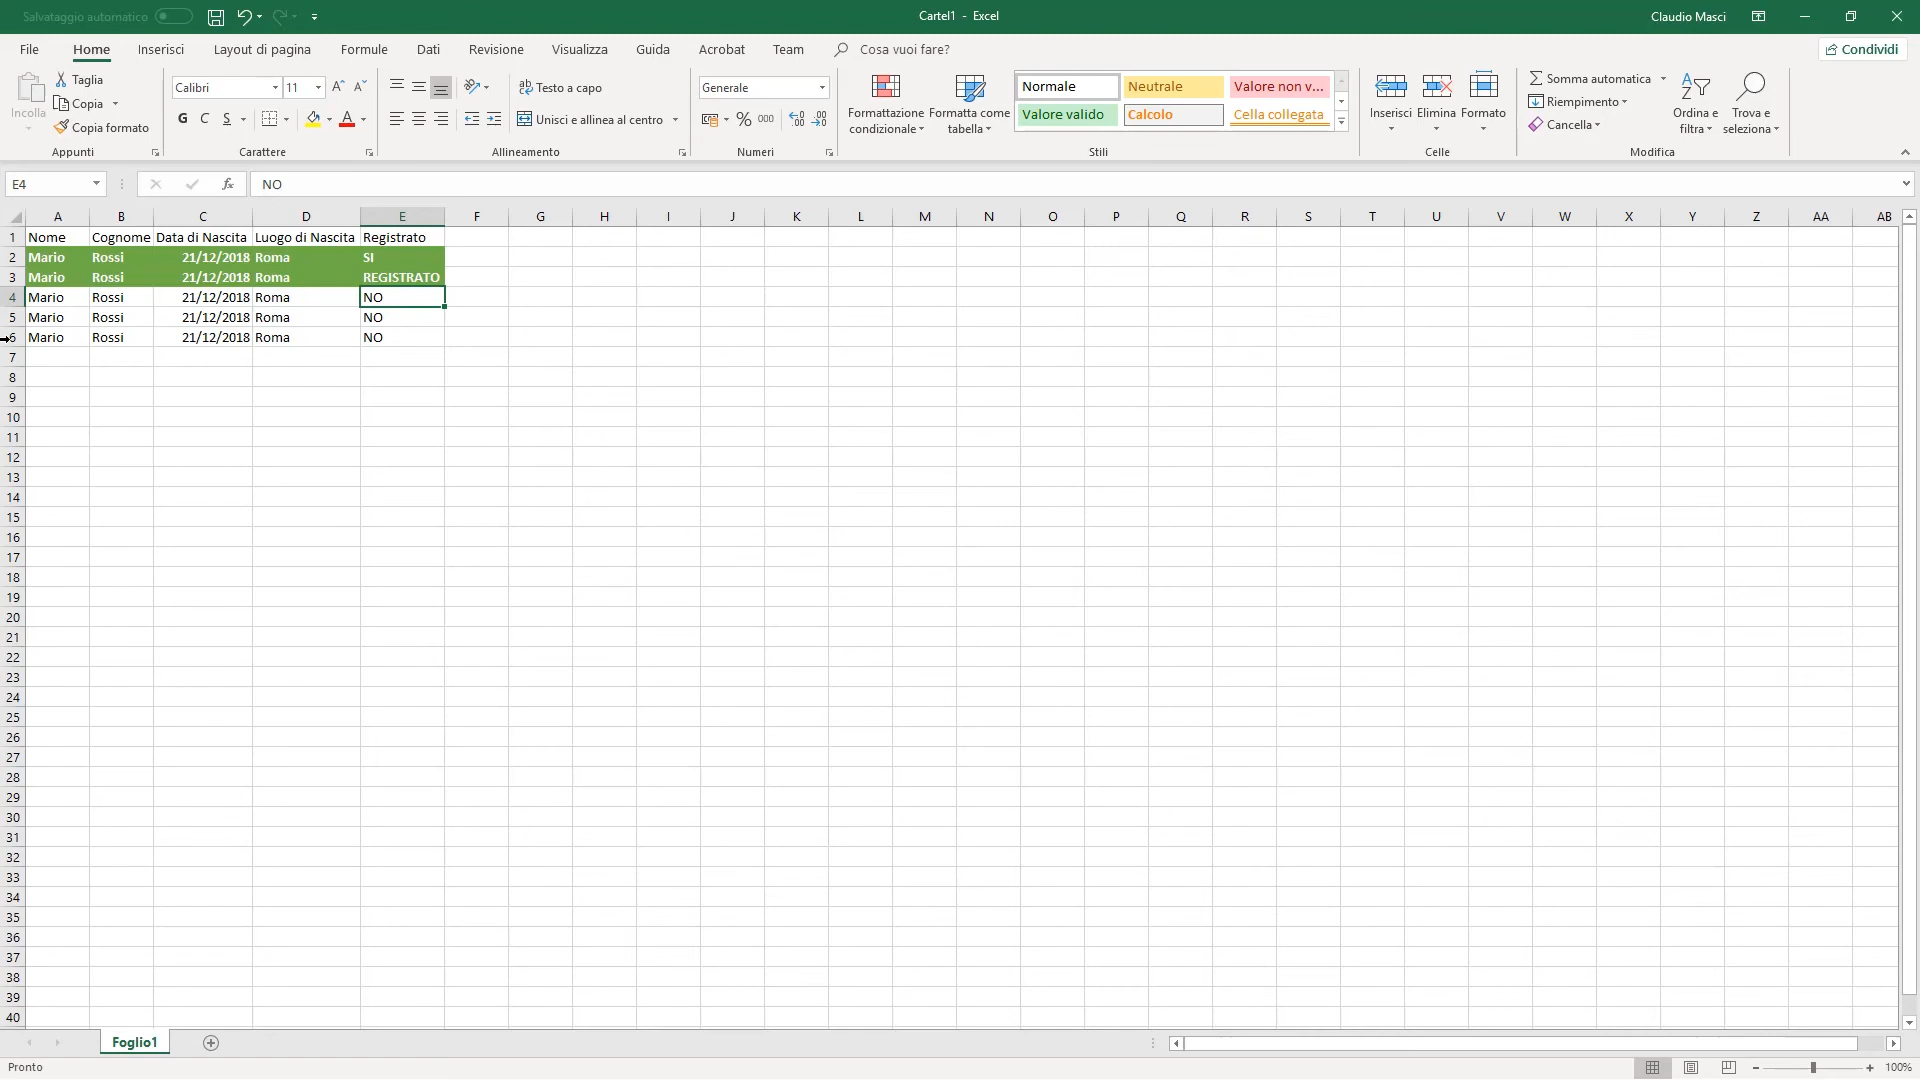 Salvataggio automatico
Cartel1 - Excel
Claudio Masci
File Home Inserisci Layout di pagina Formule Dati Revisione Visualizza Guida Acrobat Team Cosa vuoi fare? Condividi
Incolla
Taglia
Copia
Copia formato
Appunti
Calibri 11
G C S A
Carattere
Testo a capo
Unisci e allinea al centro
Allineamento
Generale
% 000
Numeri
Formattazione condizionale
Formatta come tabella
Normale Neutrale Valore non v...
Valore valido Calcolo Cella collegata
Stili
Inserisci Elimina Formato
Celle
Somma automatica
Riempimento
Cancella
Ordina e filtra
Trova e seleziona
Modifica
E4 fx NO
A B C D E F G H I J K L M N O P Q R S T U V W X Y Z AA AB
1 Nome Cognome Data di Nascita Luogo di Nascita Registrato
2 Mario Rossi 21/12/2018 Roma SI
3 Mario Rossi 21/12/2018 Roma REGISTRATO
4 Mario Rossi 21/12/2018 Roma NO
5 Mario Rossi 21/12/2018 Roma NO
6 Mario Rossi 21/12/2018 Roma NO
7
8
9
10
11
12
13
14
15
16
17
18
19
20
21
22
23
24
25
26
27
28
29
30
31
32
33
34
35
36
37
38
39
40
Foglio1
Pronto
100%